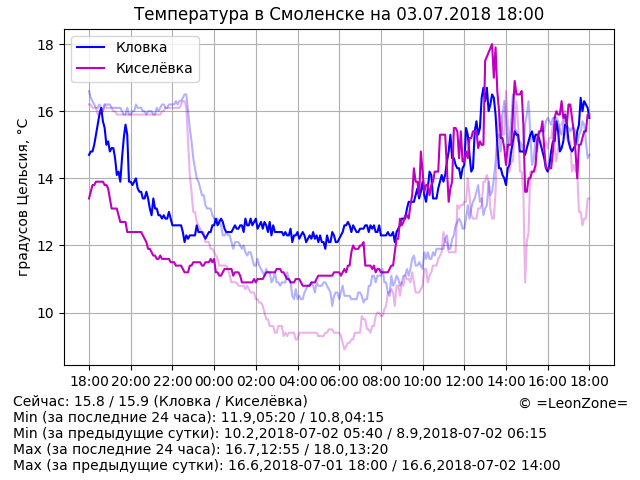 Температура в Смоленске на 03.07.2018 18:00
Кловка
Киселёвка
градусов Цельсия, °C
18
16
14
12
10
18:00 20:00 22:00 00:00 02:00 04:00 06:00 08:00 10:00 12:00 14:00 16:00 18:00
Сейчас: 15.8 / 15.9 (Кловка / Киселёвка)
© =LeonZone=
Min (за последние 24 часа): 11.9,05:20 / 10.8,04:15
Min (за предыдущие сутки): 10.2,2018-07-02 05:40 / 8.9,2018-07-02 06:15
Max (за последние 24 часа): 16.7,12:55 / 18.0,13:20
Max (за предыдущие сутки): 16.6,2018-07-01 18:00 / 16.6,2018-07-02 14:00